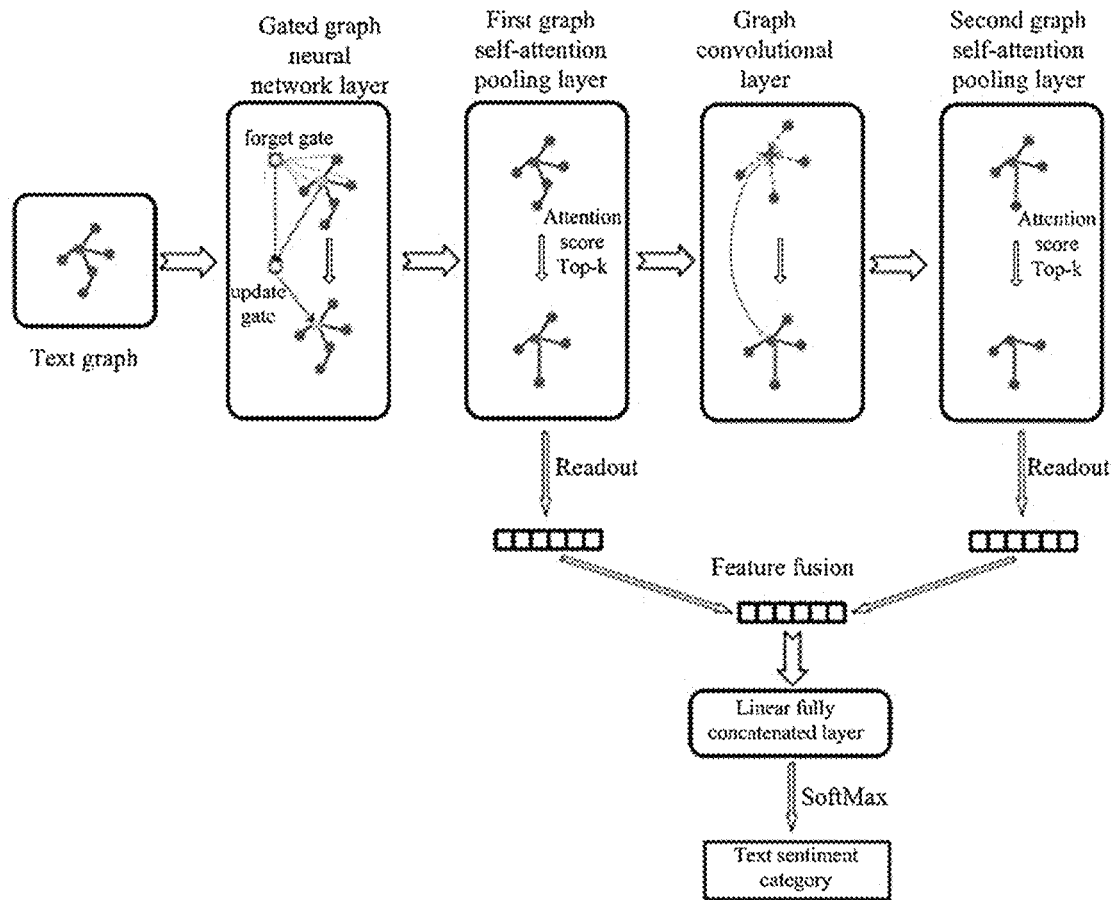 Gated graph
neural
network layer
First graph
self-attention
pooling layer
Graph
convolutional
layer
Second graph
self-attention
pooling layer
forget gate
update
gate
Attention
score
Top-k
Attention
score
Top-k
Text graph
Readout
Readout
Feature fusion
Linear fully
concatenated layer
SoftMax
Text sentiment
category